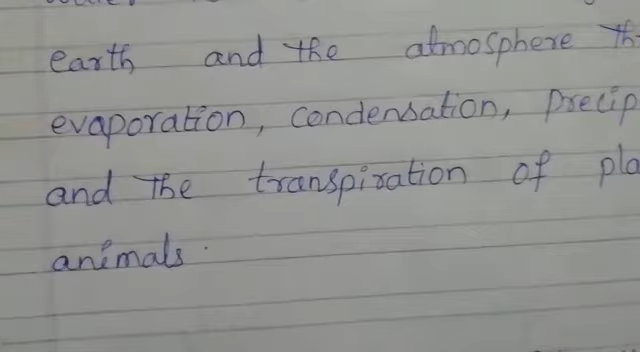 earth and the atmosphere th
evaporation, condensation, precip
and the transpiration of pla
animals.